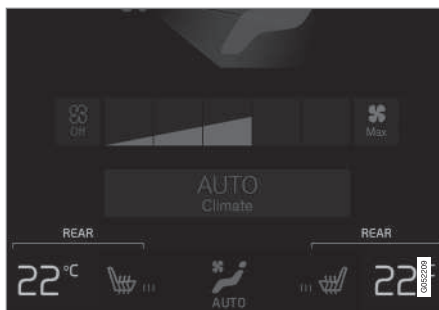 Off
Max
AUTO
Climate
REAR
REAR
22°C
22°
AUTO
G052209